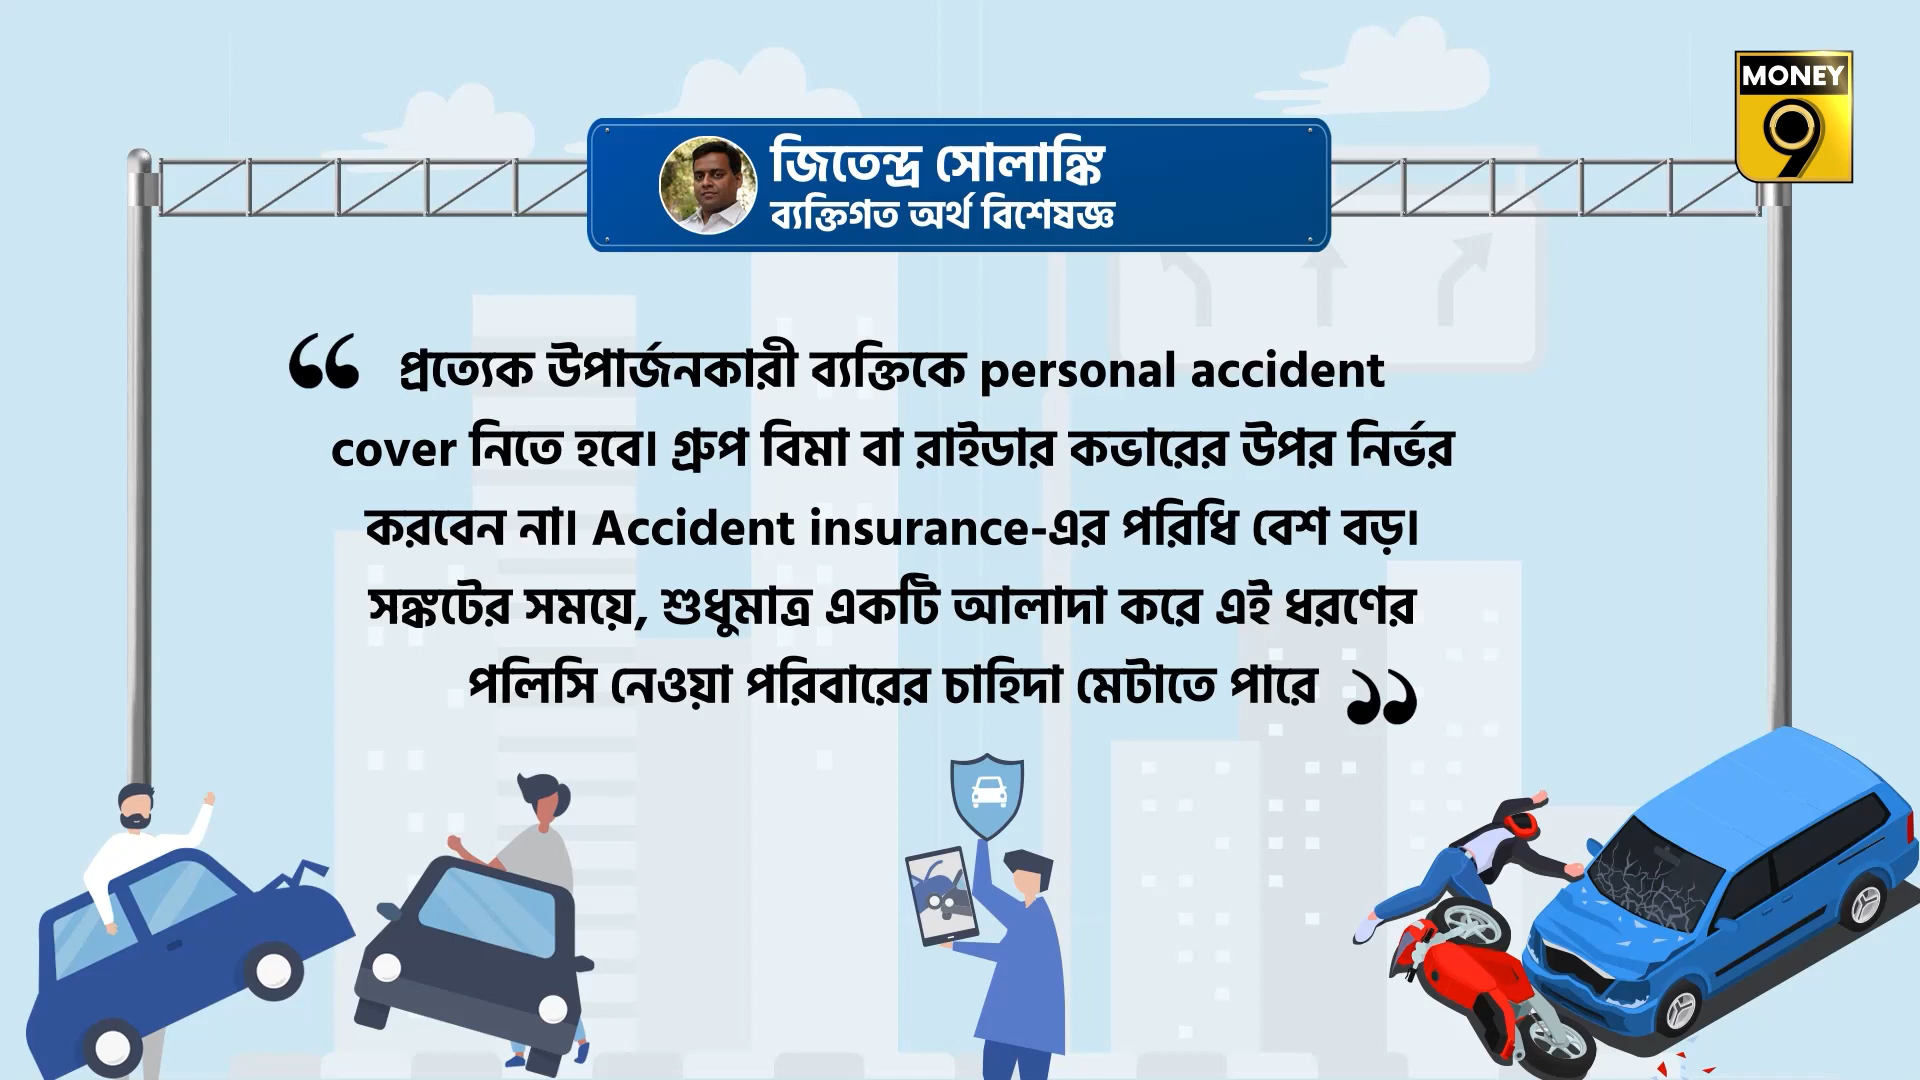 MONEY
9
জিতেন্দ্র সোলাঙ্কি
ব্যক্তিগত অর্থ বিশেষজ্ঞ
“ প্রত্যেক উপার্জনকারী ব্যক্তিকে personal accident
cover নিতে হবে। গ্রুপ বিমা বা রাইডার কভারের উপর নির্ভর
করবেন না। Accident insurance-এর পরিধি বেশ বড়।
সঙ্কটের সময়ে, শুধুমাত্র একটি আলাদা করে এই ধরণের
পলিসি নেওয়া পরিবারের চাহিদা মেটাতে পারে ”